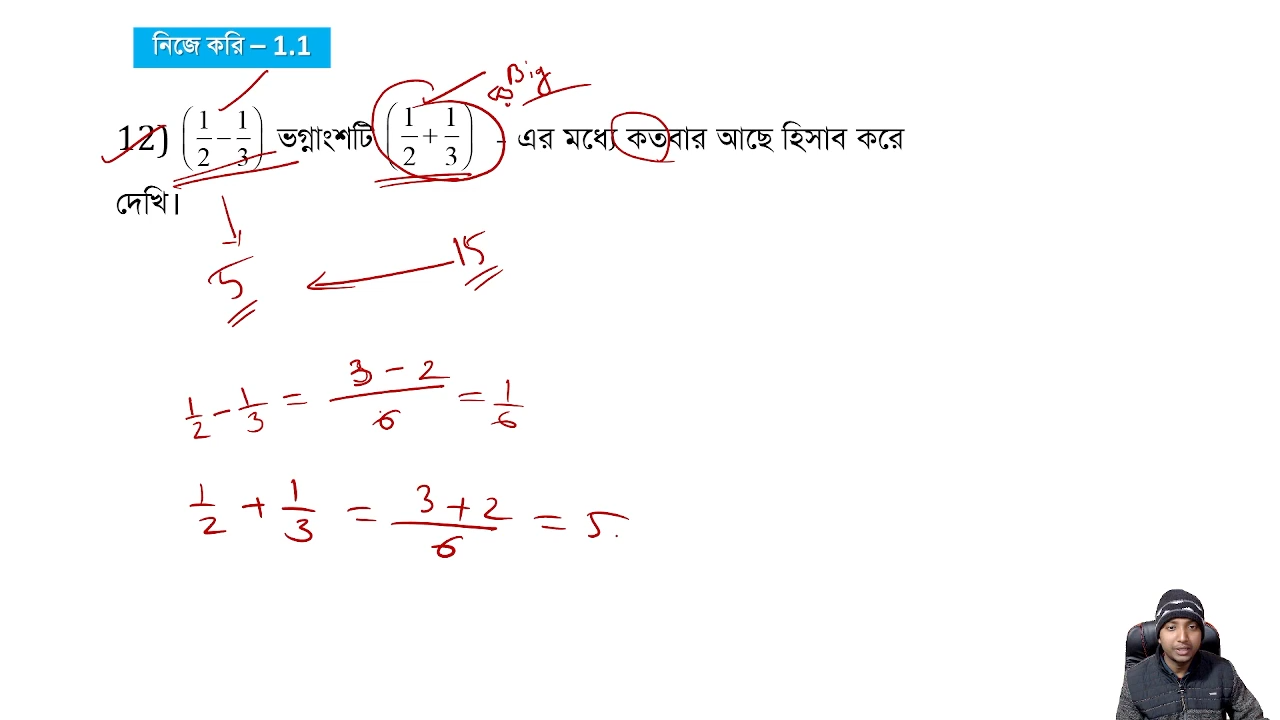 নিজে করি – 1.1
Big
12) (1/2 − 1/3) ভগ্নাংশটি (1/2 + 1/3) - এর মধ্যে কতবার আছে হিসাব করে
দেখি।
5 15
1/2 − 1/3 = 3 − 2/6 = 1/6
1/2 + 1/3 = 3 + 2/6 = 5